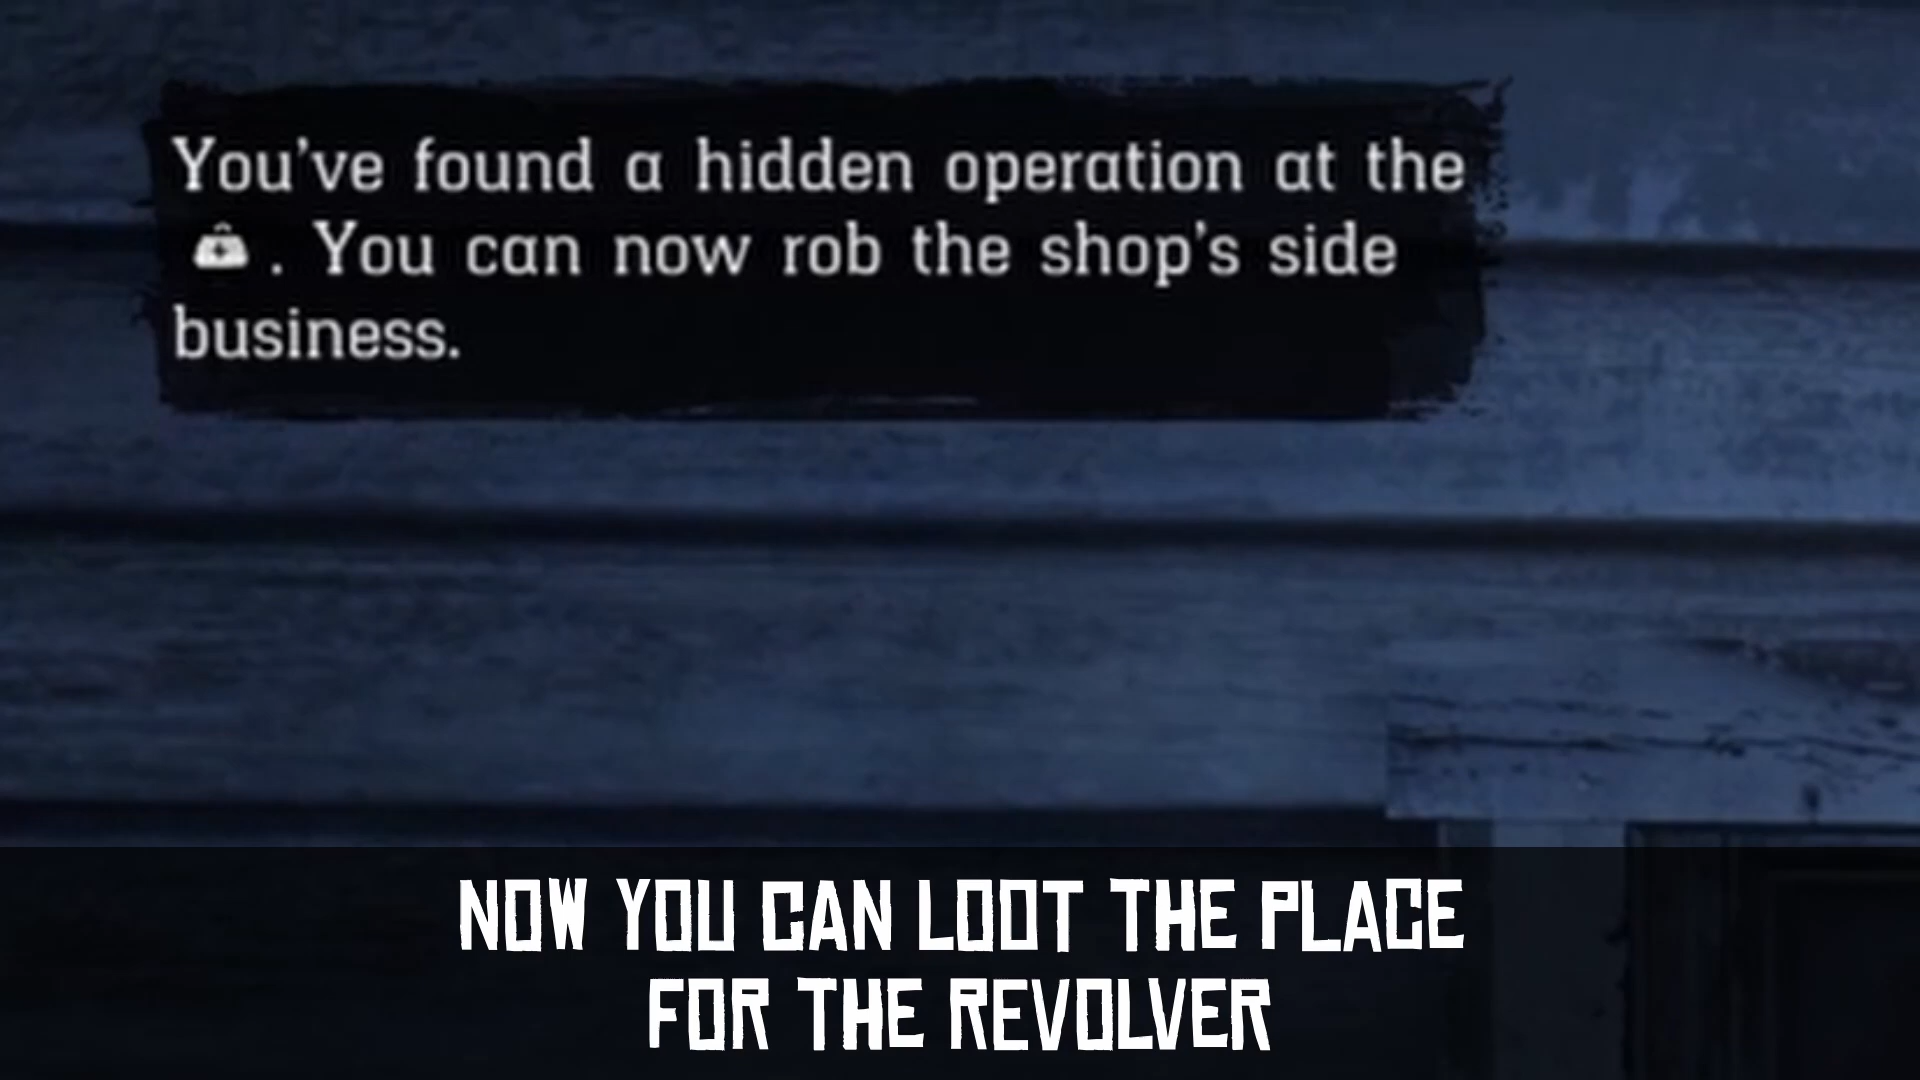 You've found a hidden operation at the
. You can now rob the shop's side
business.
NOW YOU CAN LOOT THE PLACE
FOR THE REVOLVER